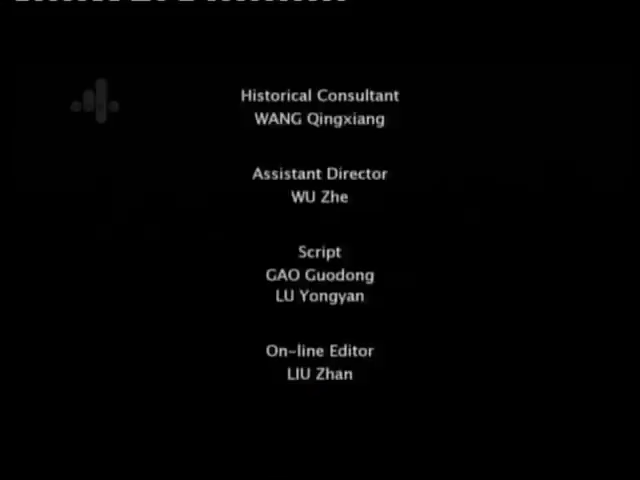 Historical Consultant
WANG Qingxiang
Assistant Director
WU Zhe
Script
GAO Guodong
LU Yongyan
On-line Editor
LIU Zhan